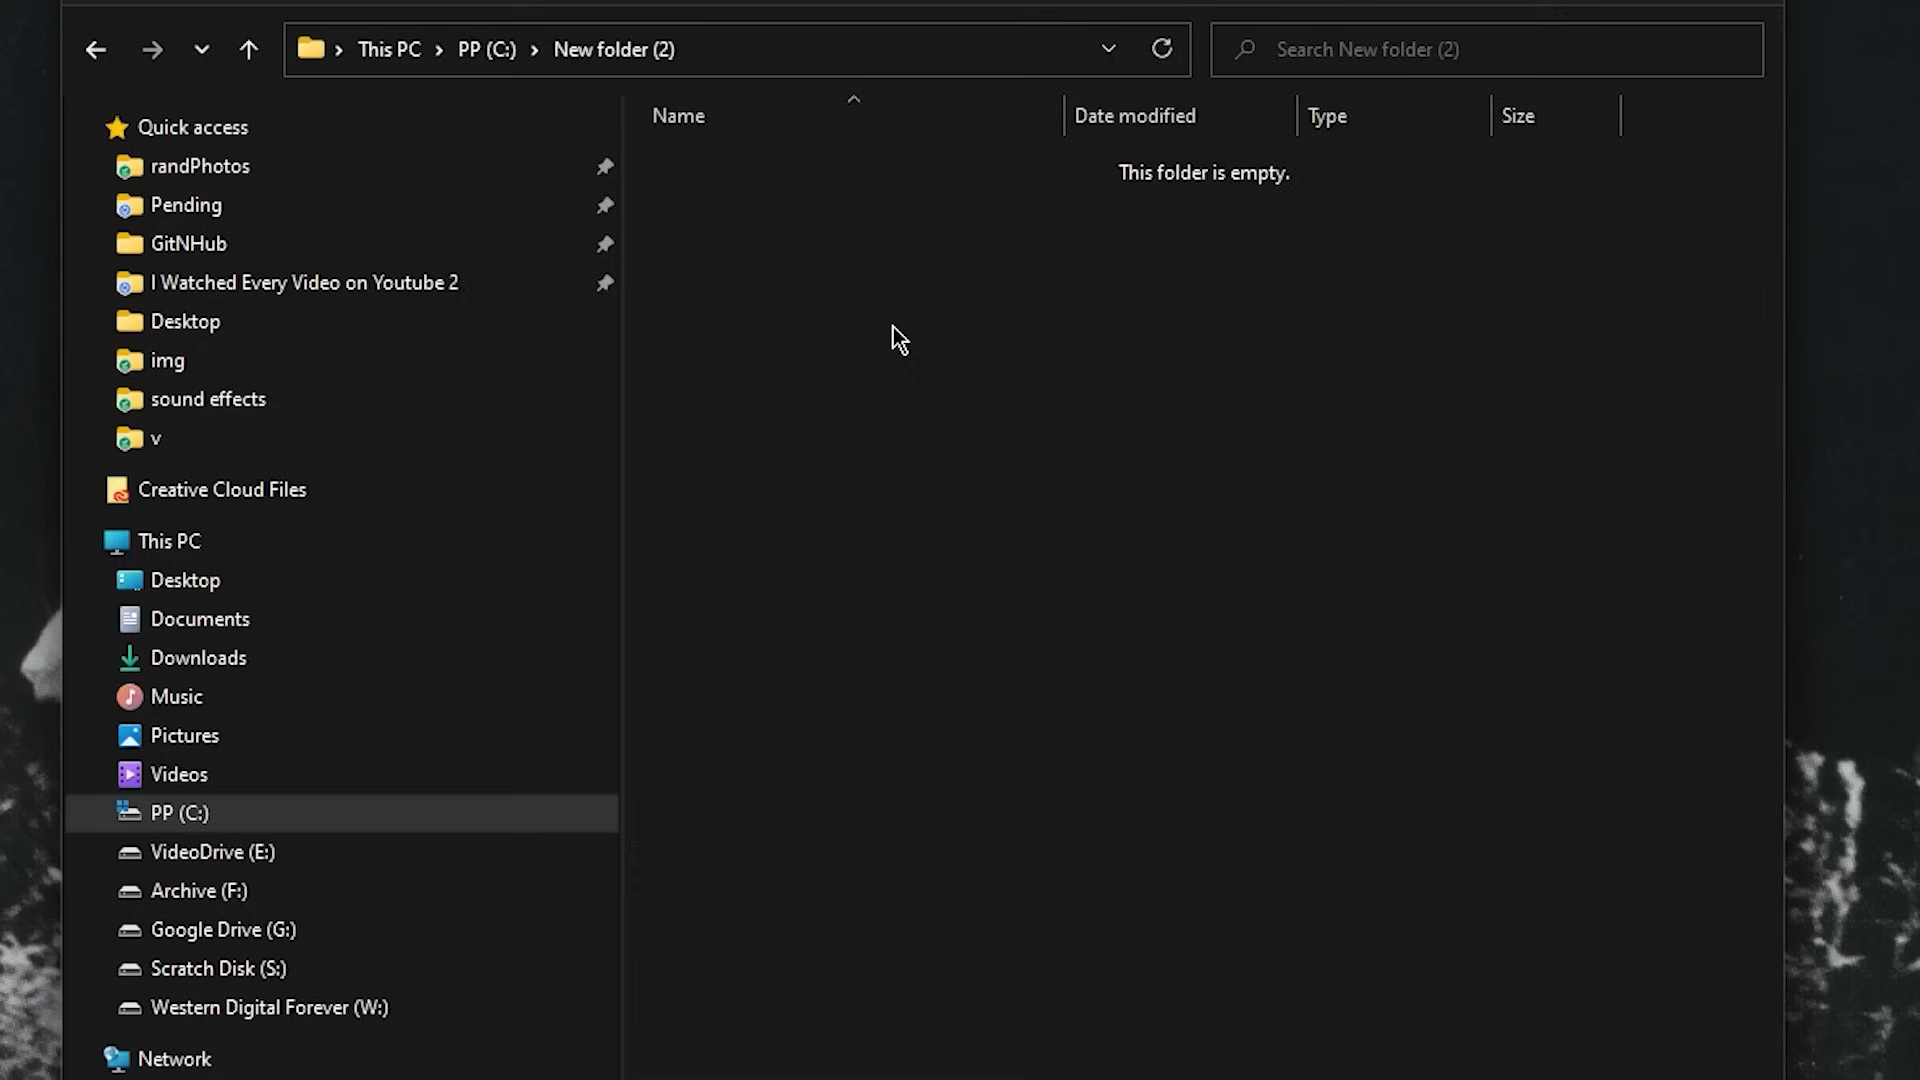 This PC > PP (C:) > New folder (2)
Search New folder (2)
Name
Date modified
Type
Size
This folder is empty.
Quick access
randPhotos
Pending
GitNHub
I Watched Every Video on Youtube 2
Desktop
img
sound effects
v
Creative Cloud Files
This PC
Desktop
Documents
Downloads
Music
Pictures
Videos
PP (C:)
VideoDrive (E:)
Archive (F:)
Google Drive (G:)
Scratch Disk (S:)
Western Digital Forever (W:)
Network